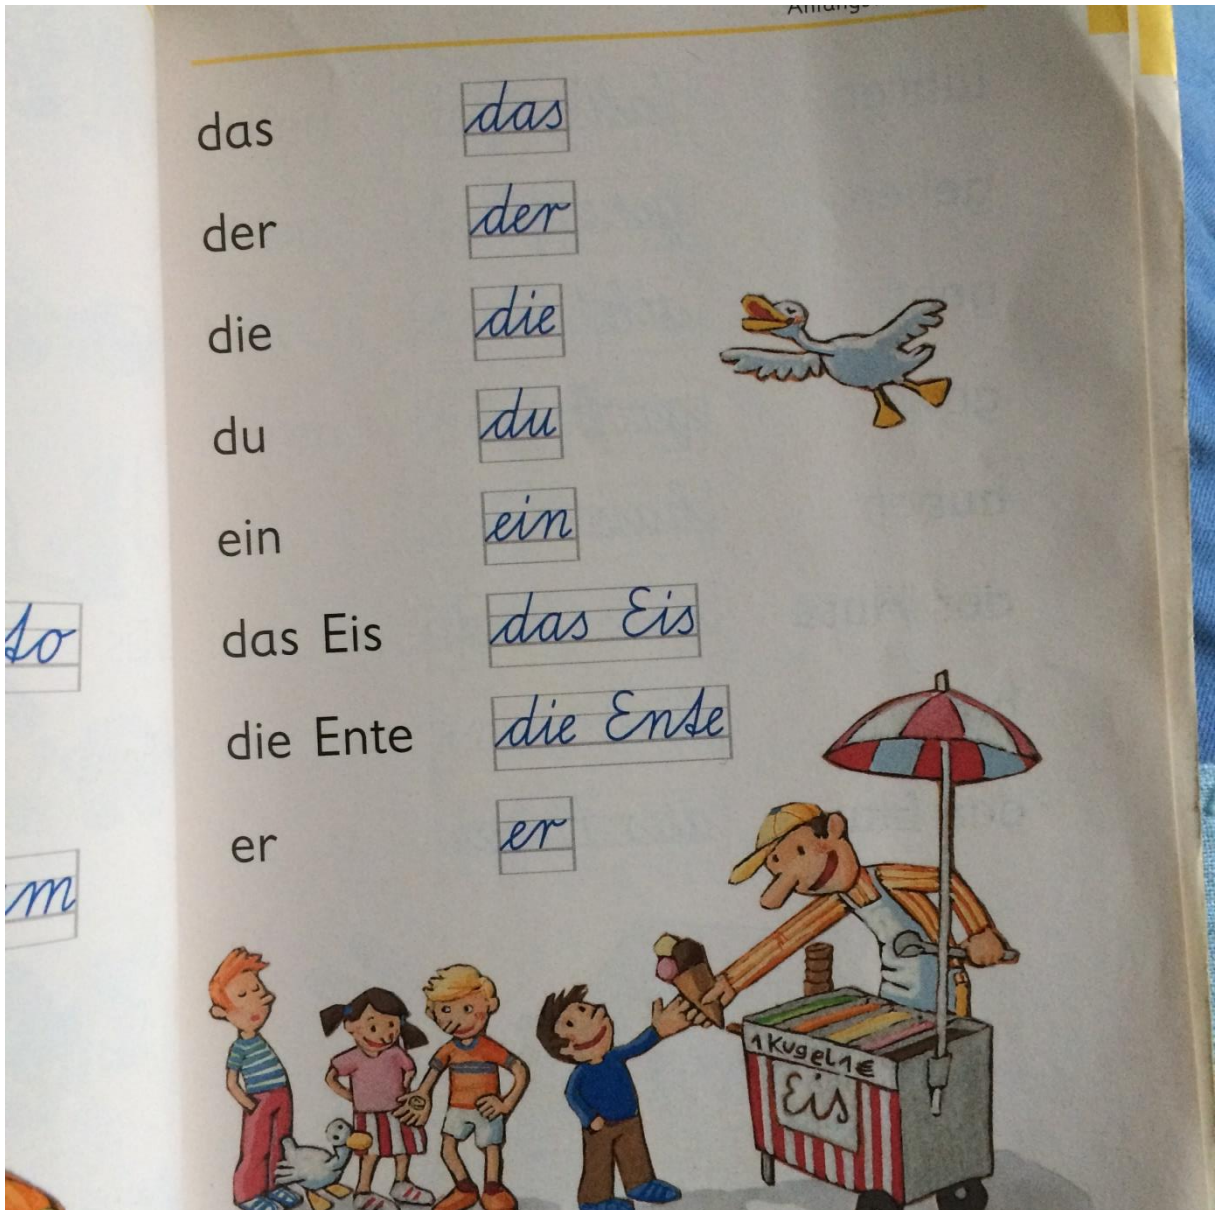 das das
der der
die die
du du
ein ein
das Eis das Eis
die Ente die Ente
er er
to
m
1 Kugel 1€
Eis